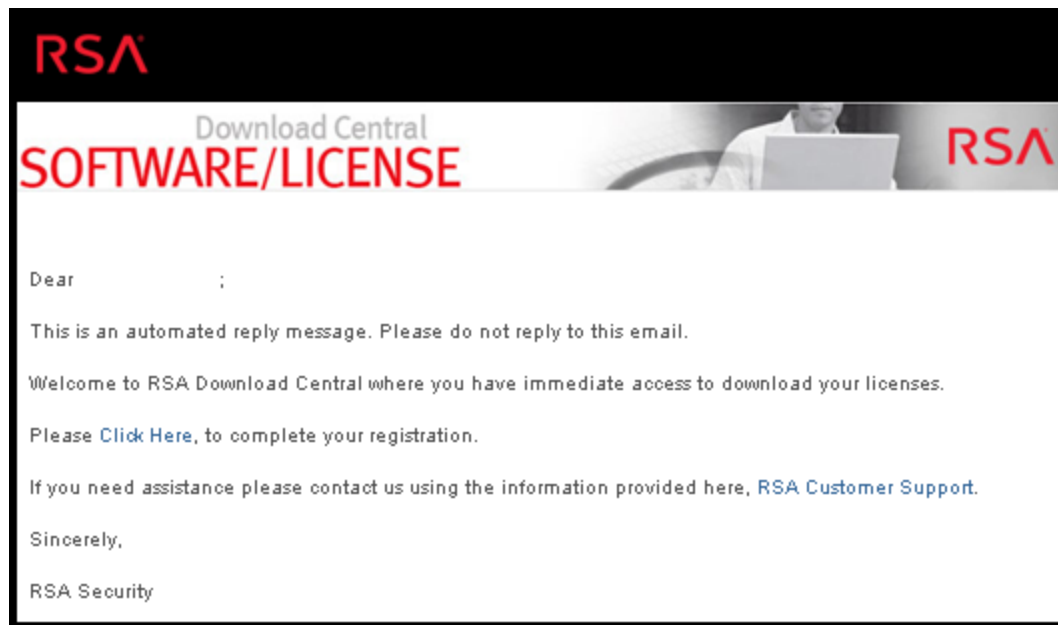 RSA
Download Central
SOFTWARE/LICENSE
RSA
Dear ;
This is an automated reply message. Please do not reply to this email.
Welcome to RSA Download Central where you have immediate access to download your licenses.
Please Click Here, to complete your registration.
If you need assistance please contact us using the information provided here, RSA Customer Support.
Sincerely,
RSA Security